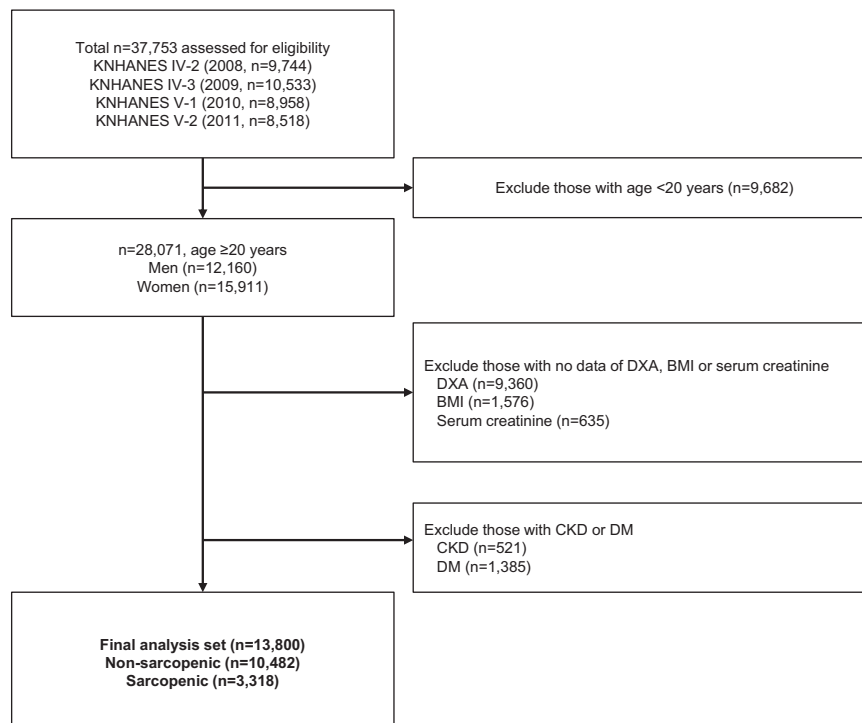 Total n=37,753 assessed for eligibility
KNHANES IV-2 (2008, n=9,744)
KNHANES IV-3 (2009, n=10,533)
KNHANES V-1 (2010, n=8,958)
KNHANES V-2 (2011, n=8,518)
Exclude those with age <20 years (n=9,682)
n=28,071, age ≥20 years
Men (n=12,160)
Women (n=15,911)
Exclude those with no data of DXA, BMI or serum creatinine
DXA (n=9,360)
BMI (n=1,576)
Serum creatinine (n=635)
Exclude those with CKD or DM
CKD (n=521)
DM (n=1,385)
Final analysis set (n=13,800)
Non-sarcopenic (n=10,482)
Sarcopenic (n=3,318)